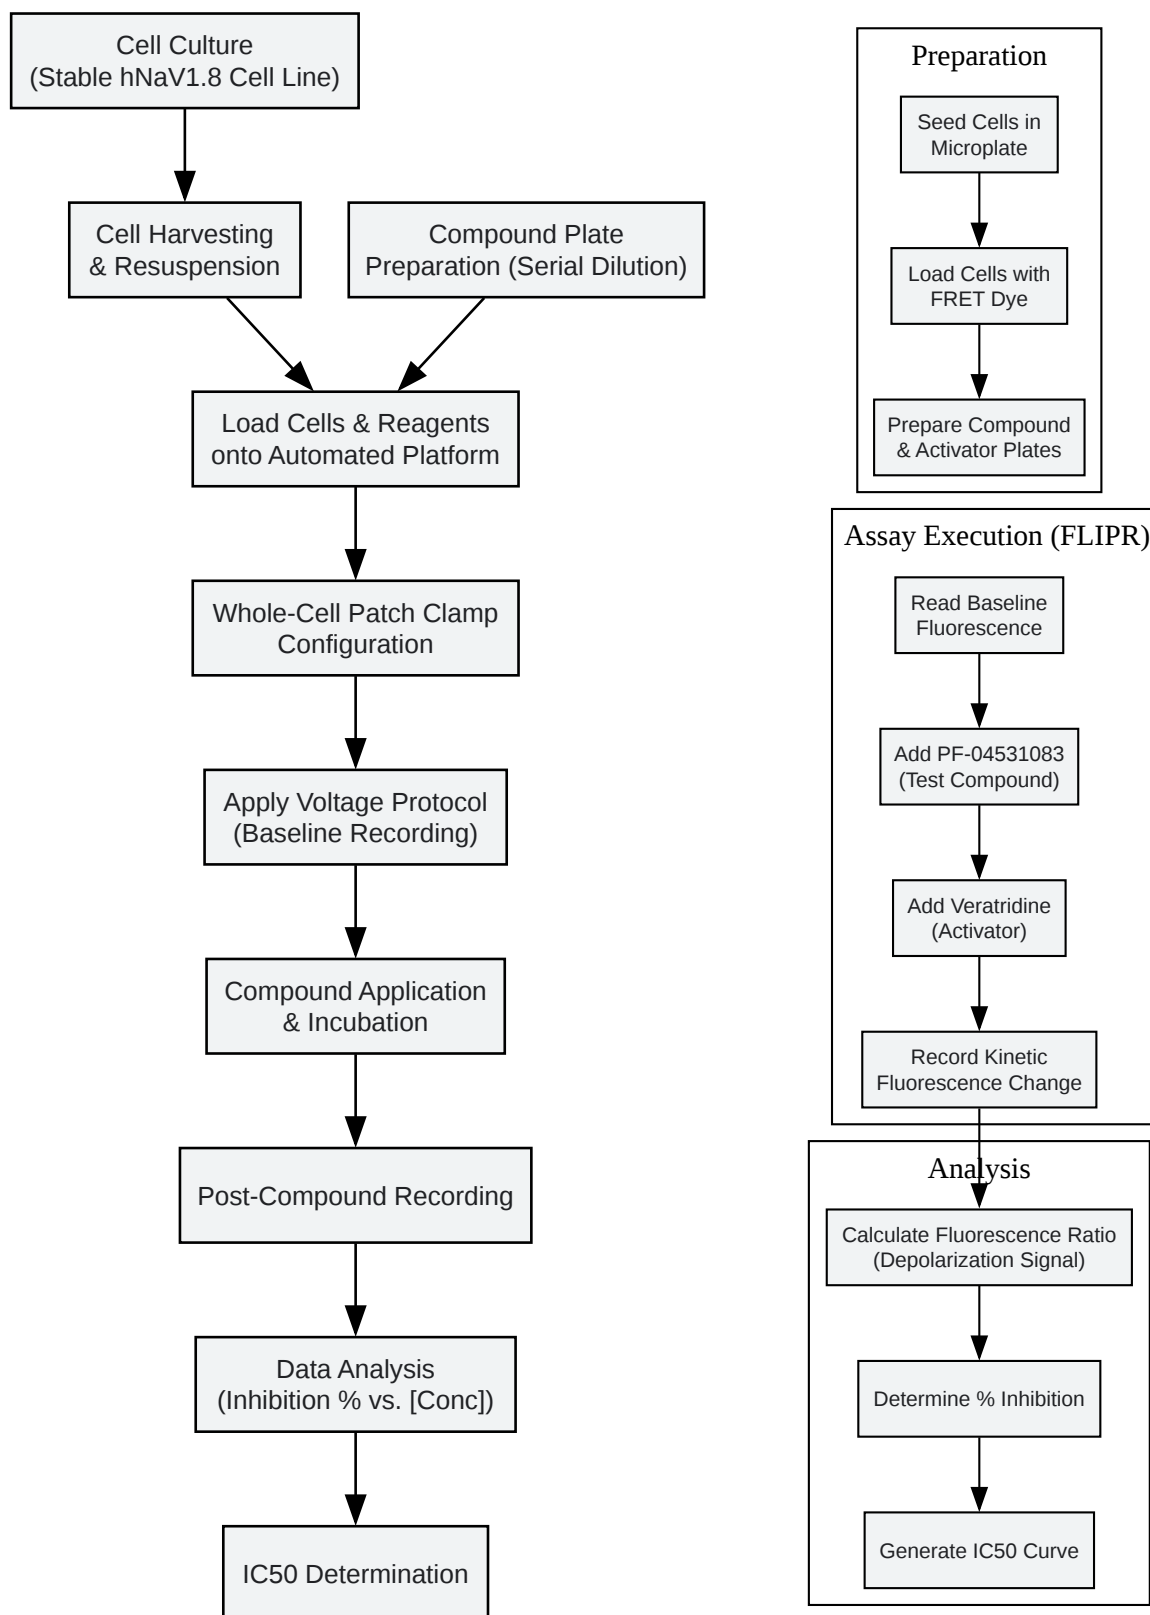 Cell Culture
(Stable hNaV1.8 Cell Line)
Cell Harvesting
& Resuspension
Compound Plate
Preparation (Serial Dilution)
Load Cells & Reagents
onto Automated Platform
Whole-Cell Patch Clamp
Configuration
Apply Voltage Protocol
(Baseline Recording)
Compound Application
& Incubation
Post-Compound Recording
Data Analysis
(Inhibition % vs. [Conc])
IC50 Determination
Preparation
Seed Cells in
Microplate
Load Cells with
FRET Dye
Prepare Compound
& Activator Plates
Assay Execution (FLIPR)
Read Baseline
Fluorescence
Add PF-04531083
(Test Compound)
Add Veratridine
(Activator)
Record Kinetic
Fluorescence Change
Analysis
Calculate Fluorescence Ratio
(Depolarization Signal)
Determine % Inhibition
Generate IC50 Curve